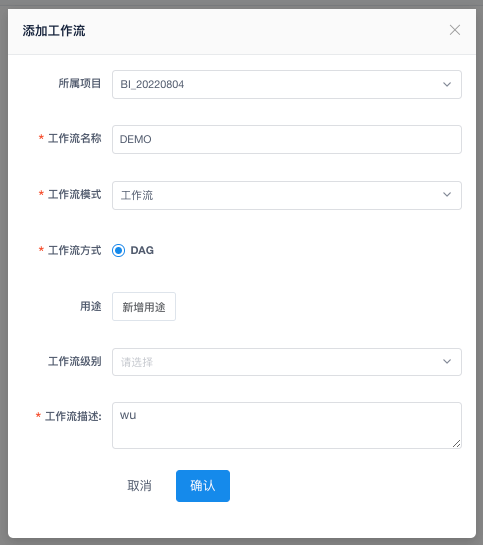 添加工作流
所属项目 BI_20220804
* 工作流名称 DEMO
* 工作流模式 工作流
* 工作流方式 DAG
用途 新增用途
工作流级别 请选择
* 工作流描述: wu
取消 确认